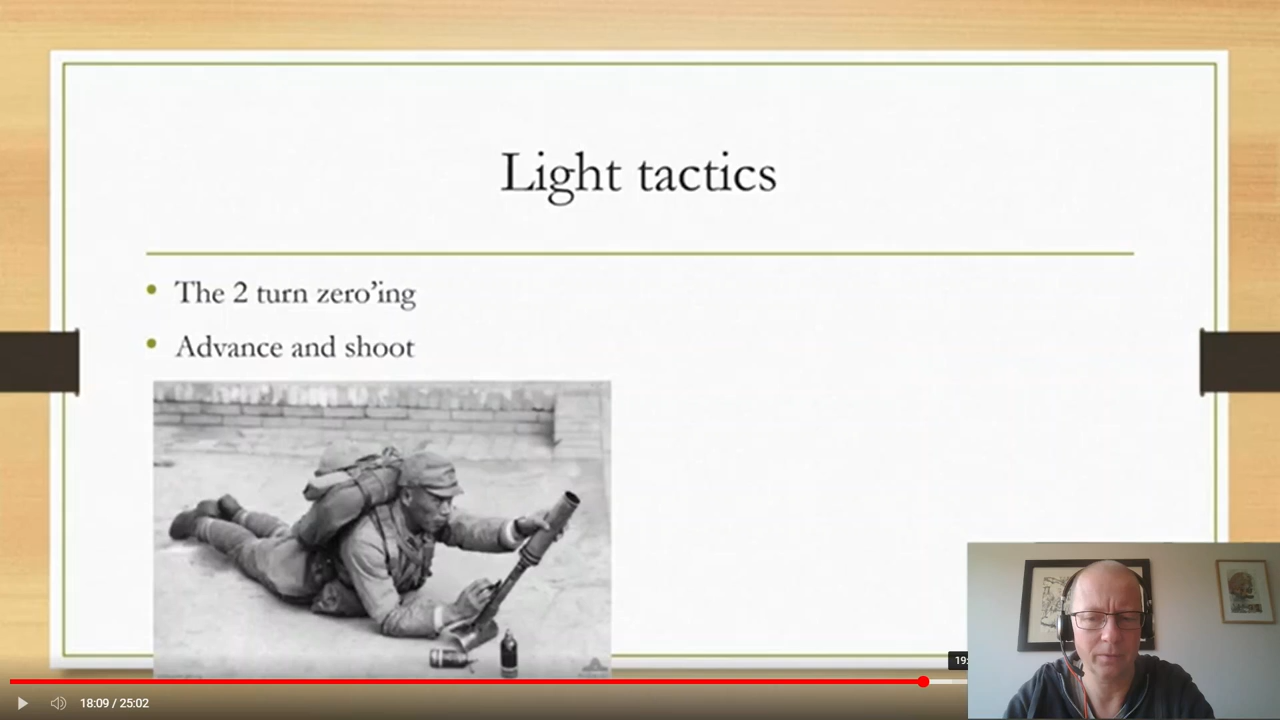 Light tactics
The 2 turn zero’ing
Advance and shoot
18:09 / 25:02